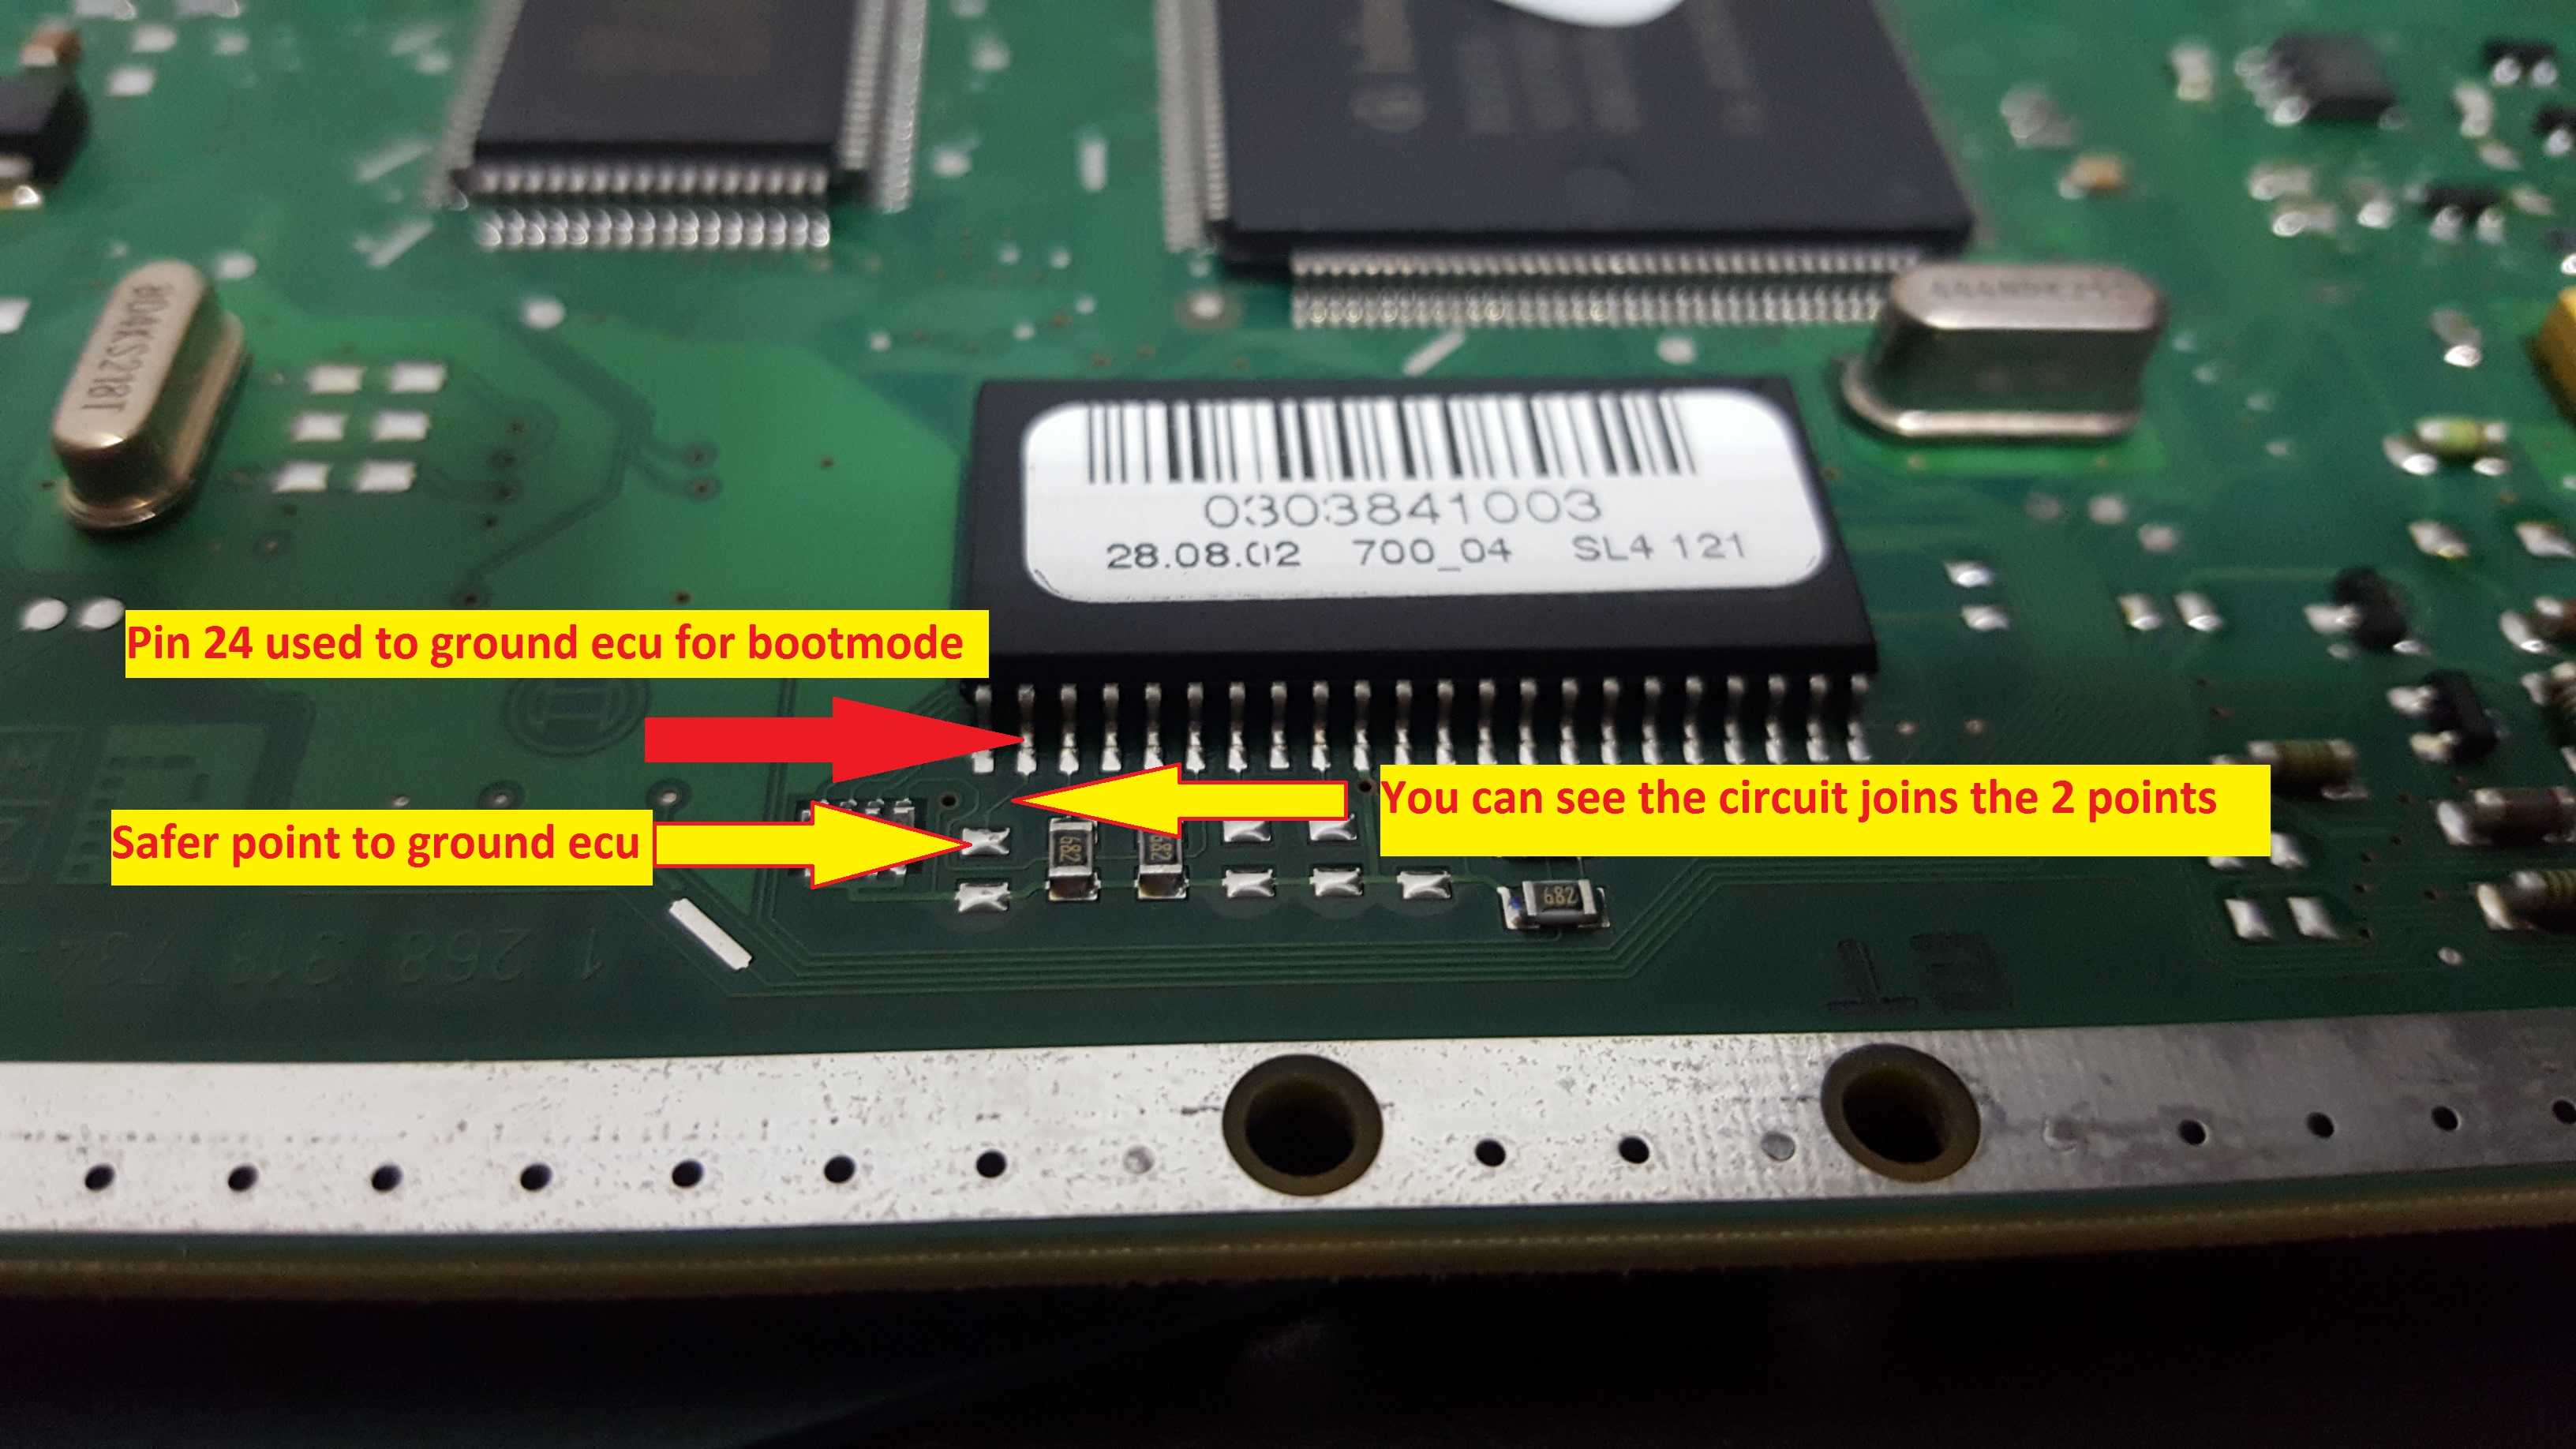 804KS218T
0303841003
28.08.02 700_04 SL4 121
Pin 24 used to ground ecu for bootmode
You can see the circuit joins the 2 points
Safer point to ground ecu
682
682
682
1 268 318 734-